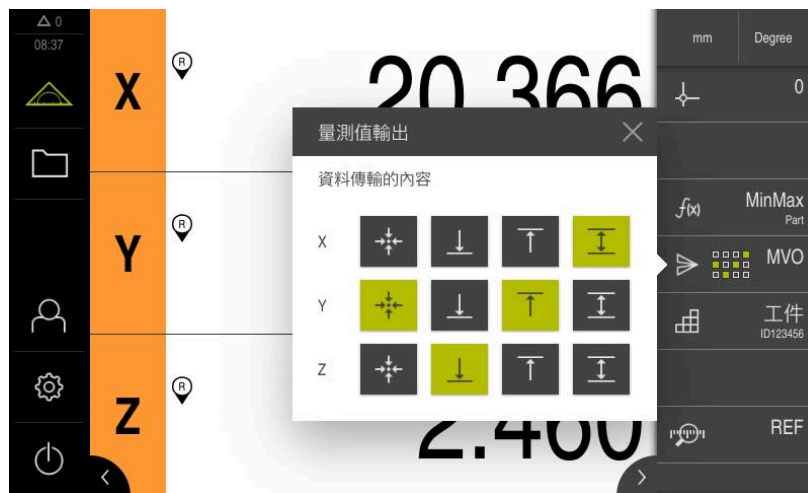 0
08:37
mm Degree
X R 20.366
0
量測值輸出
資料傳輸的內容
X
Y
Z
f(x) MinMax
Part
Y R
MVO
工件
ID123456
Z R 2.460
REF